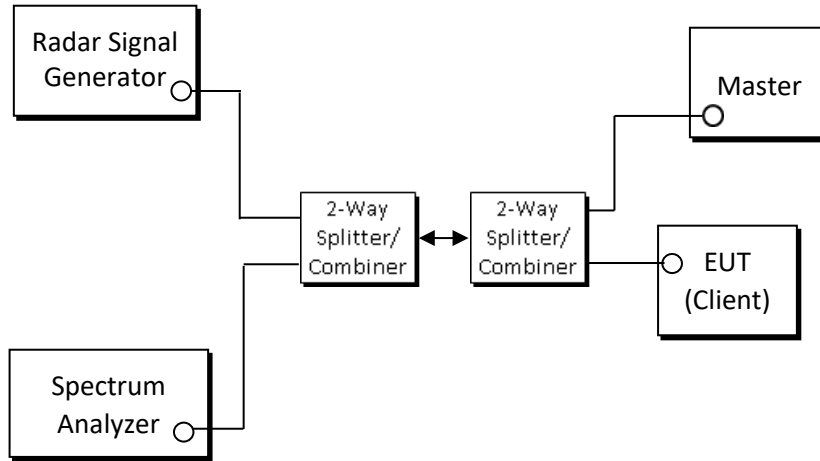 Radar Signal
Generator
Master
2-Way
Splitter/
Combiner
2-Way
Splitter/
Combiner
EUT
(Client)
Spectrum
Analyzer